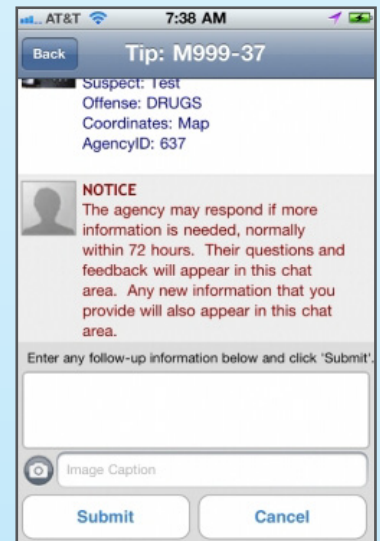 AT&T 7:38 AM
Back Tip: M999-37
Suspect: Test
Offense: DRUGS
Coordinates: Map
AgencyID: 637
NOTICE
The agency may respond if more
information is needed, normally
within 72 hours. Their questions and
feedback will appear in this chat
area. Any new information that you
provide will also appear in this chat
area.
Enter any follow-up information below and click 'Submit'.
Image Caption
Submit Cancel